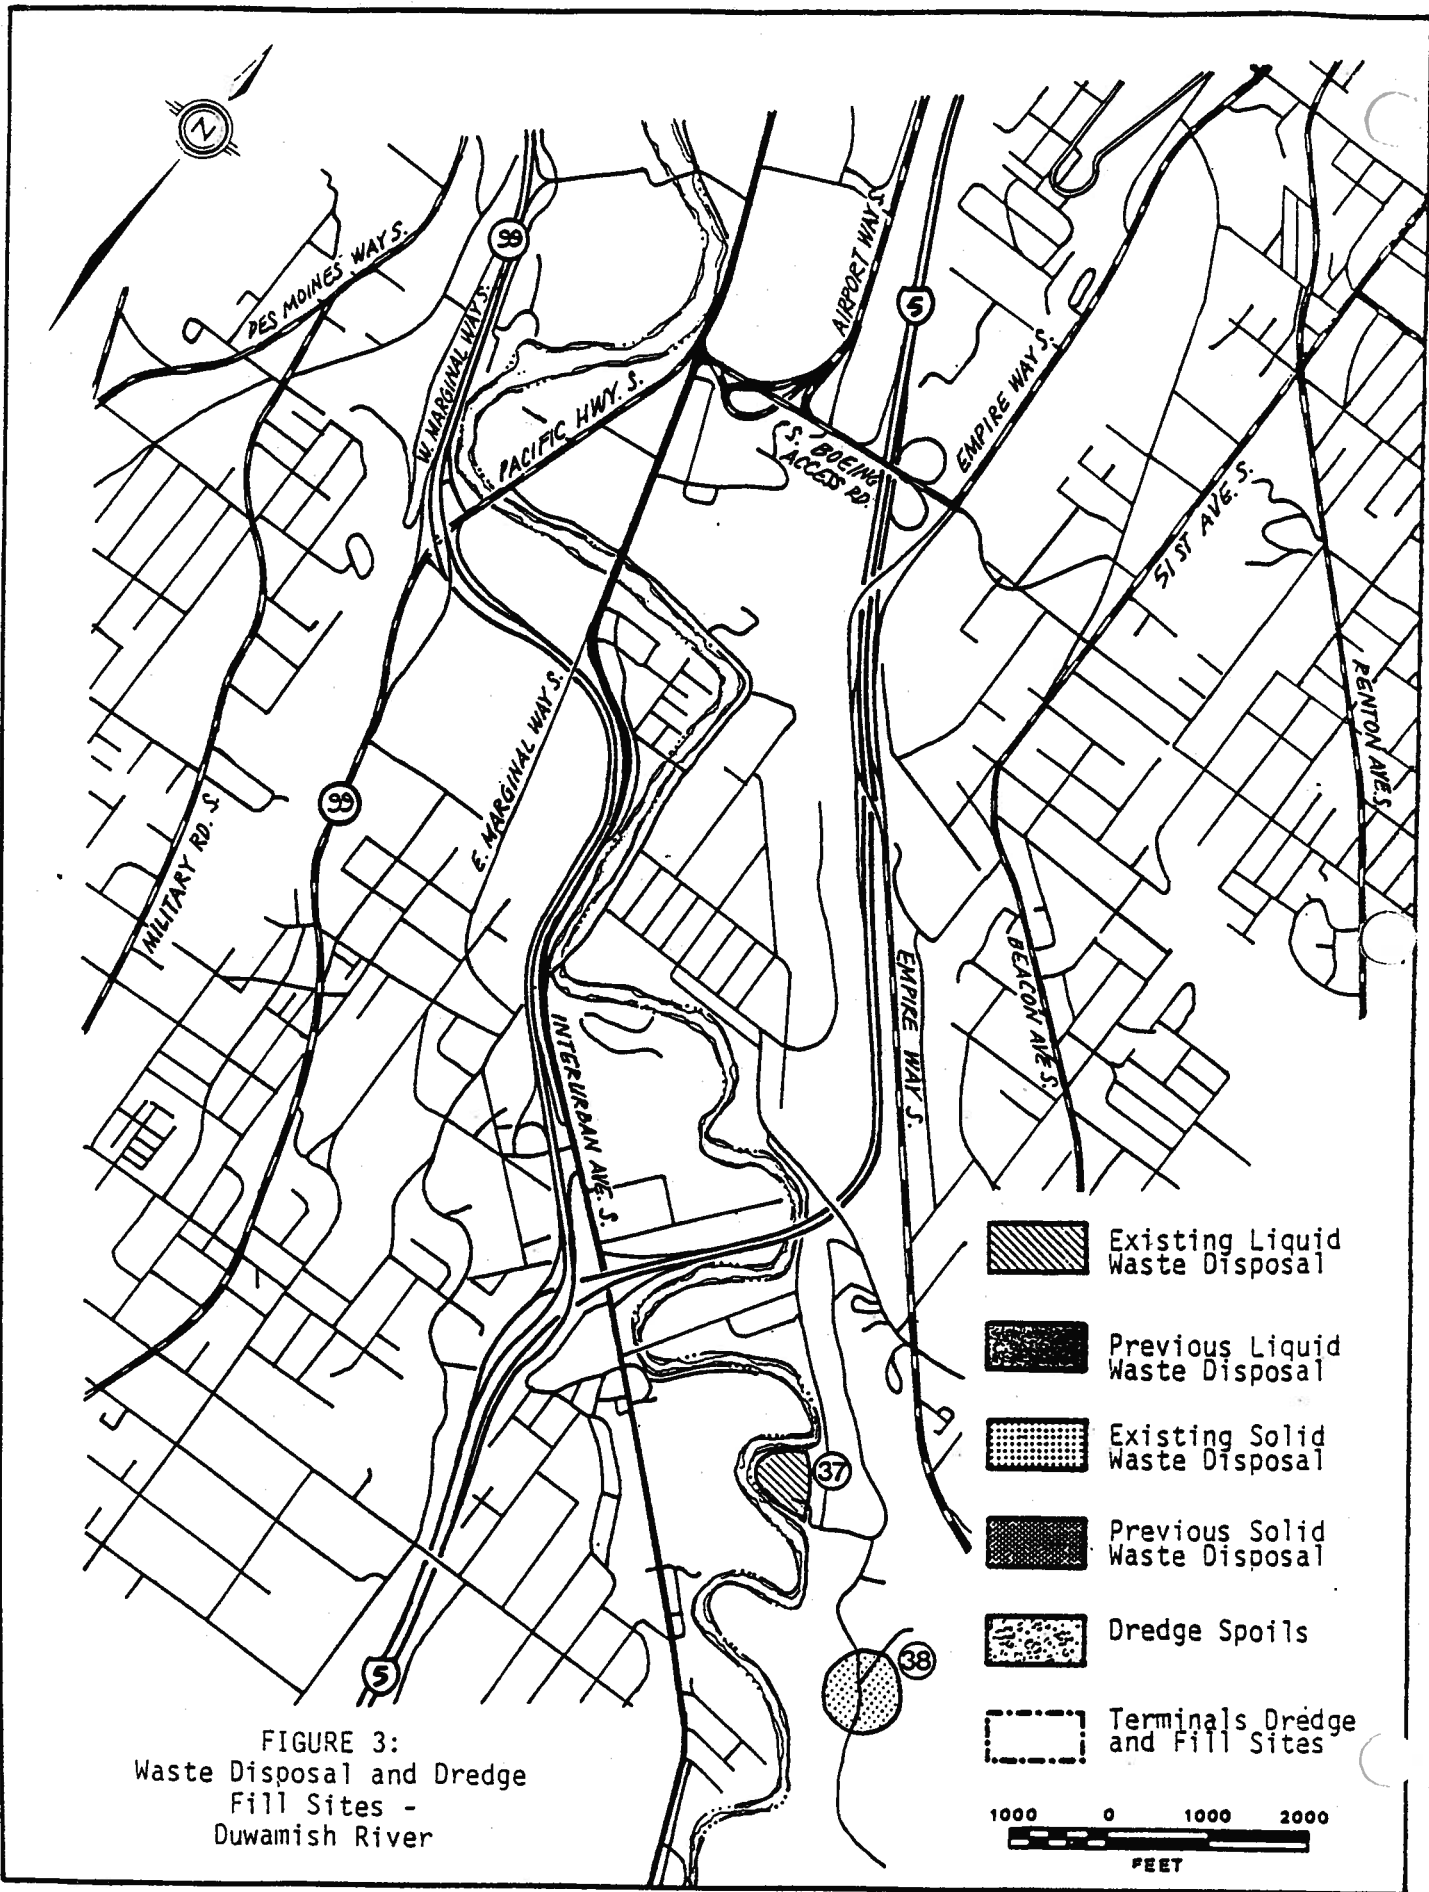 N
DES MOINES WAY S.
99
W. MARGINAL WAY S.
PACIFIC HWY. S.
AIRPORT WAY S.
5
S. BOEING
ACCESS RD.
EMPIRE WAY S.
51ST AVE. S.
RENTON AVE. S.
MILITARY RD. S.
99
E. MARGINAL WAY S.
INTERURBAN AVE. S.
EMPIRE WAY S.
BEACON AVE S.
37
38
5
Existing Liquid
Waste Disposal
Previous Liquid
Waste Disposal
Existing Solid
Waste Disposal
Previous Solid
Waste Disposal
Dredge Spoils
Terminals Dredge
and Fill Sites
FIGURE 3:
Waste Disposal and Dredge
Fill Sites -
Duwamish River
1000 0 1000 2000
FEET